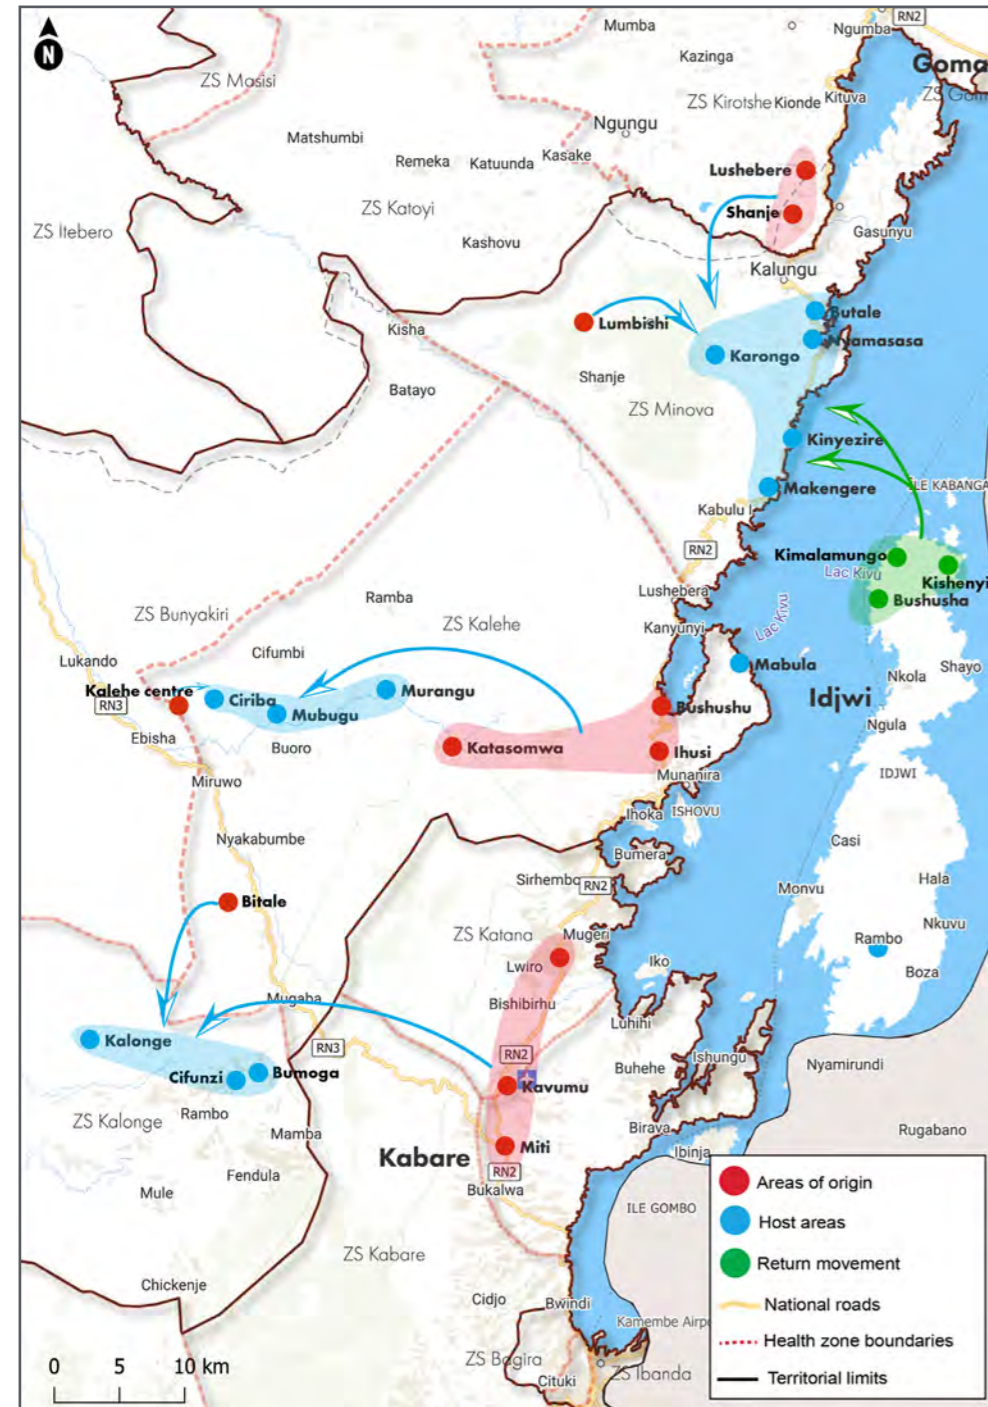 N
Mumba
RN2
Ngumba
ZS Masisi
Kazinga
Goma
ZS Kirotshe
Kionde
Kituva
Matshumbi
Ngungu
Remeka
Katuunda
Kasake
Lushebere
ZS Katoyi
Shanje
ZS Itebero
Kashovu
Gasunyu
Kalungu
Kisha
Lumbishi
Butale
Nyamasasa
Karongo
Shanje
Batayo
ZS Minova
Kinyezire
Makengere
ÎLE KABANGA
Kabulu I
RN2
Kimalamungo
Lac Kivu
Kishenyi
Lushebera
Bushusha
Ramba
ZS Bunyakiri
ZS Kalehe
Kanyunyi
Lac Kivu
Cifumbi
Lukando
Mabula
Shayo
Nkola
Kalehe centre
Ciriba
Murangu
Idjwi
RN3
Mubugu
Bushushu
Ngula
Ebisha
Buoro
Katasomwa
Ihusi
Munanira
IDJWI
Miruwo
Ihoka
ISHOVU
Nyakabumbe
Bumera
Casi
Sirhembo
RN2
Monvu
Hala
Bitale
Nkuvu
ZS Katana
Mugeri
Rambo
Lwiro
Iko
Boza
Mugaba
Bishibirhu
Luhihi
Kalonge
RN3
RN2
Ishungu
Nyamirundi
Cifunzi
Bumoga
Buhehe
Kavumu
Rambo
ZS Kalonge
Mamba
Birava
Rugabano
Kabare
Miti
Ibinja
RN2
Fendula
Bukalwa
Mule
ILE GOMBO
ZS Kabare
Chickenje
Cidjo
Bwindi
ZS Bagira
ZS Ibanda
Cituki
0 5 10 km
Areas of origin
Host areas
Return movement
National roads
Health zone boundaries
Territorial limits